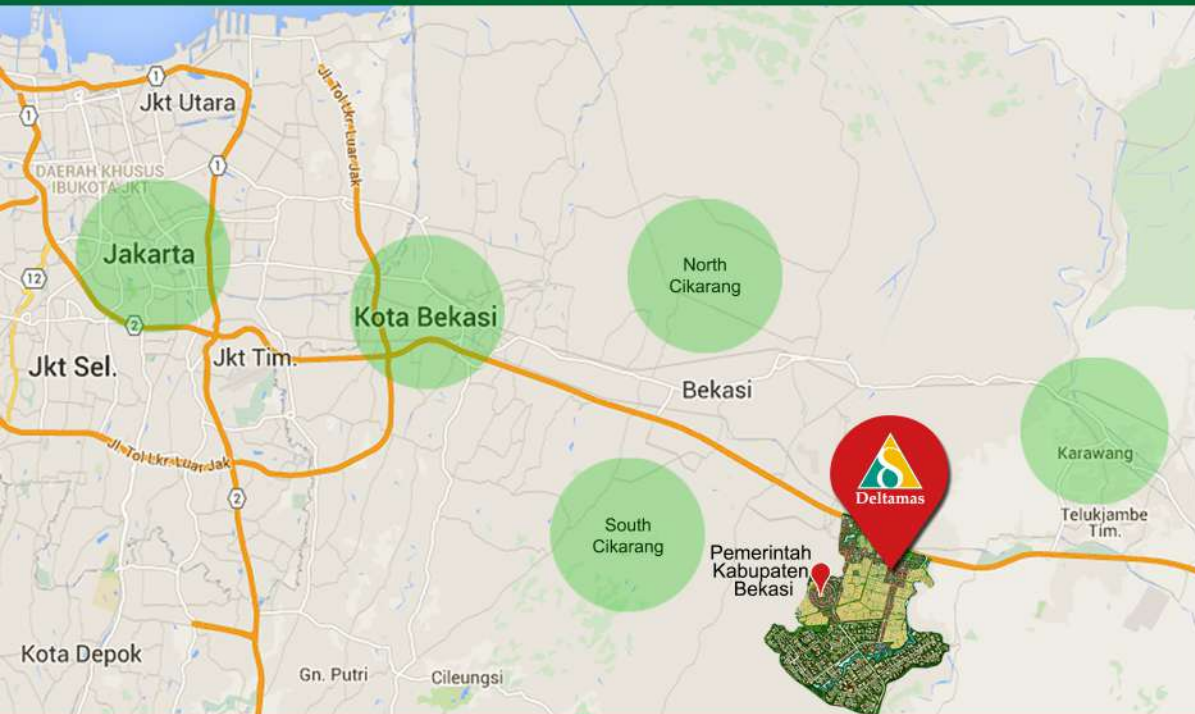 1
Jkt Utara
1
Jl. Tol Lkr. Luar Jak
1
DAERAH KHUSUS
IBUKOTA JKT
Jakarta
North
Cikarang
12
Kota Bekasi
2
Jkt Tim.
Jkt Sel.
Bekasi
Karawang
Jl. Tol Lkr. Luar Jak
2
Deltamas
Telukjambe
Tim.
South
Cikarang
Pemerintah
Kabupaten
Bekasi
Kota Depok
Gn. Putri
Cileungsi